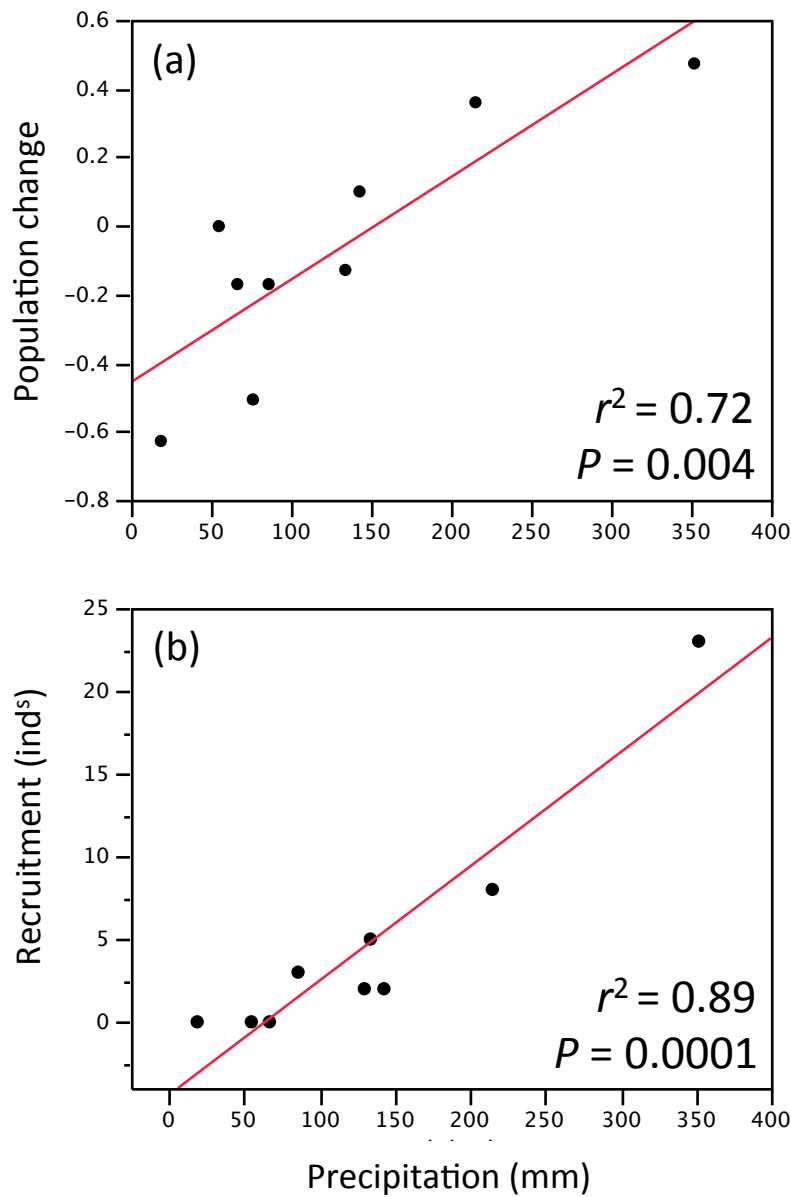 (a)
Population change
0.6
0.4
0.2
0
−0.2
−0.4
−0.6
−0.8
r² = 0.72
P = 0.004
0 50 100 150 200 250 300 350 400
(b)
Recruitment (indˢ)
25
20
15
10
5
0
r² = 0.89
P = 0.0001
0 50 100 150 200 250 300 350 400
Precipitation (mm)